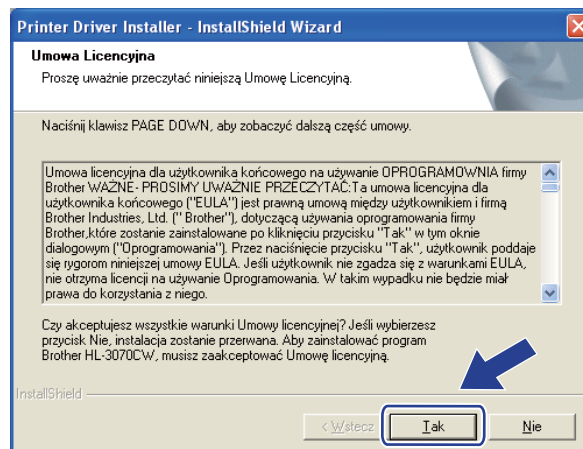 Printer Driver Installer - InstallShield Wizard
Umowa Licencyjna
Proszę uważnie przeczytać niniejszą Umowę Licencyjną.
Naciśnij klawisz PAGE DOWN, aby zobaczyć dalszą część umowy.
Umowa licencyjna dla użytkownika końcowego na używanie OPROGRAMOWNIA firmy
Brother WAŻNE- PROSIMY UWAŻNIE PRZECZYTAĆ:Ta umowa licencyjna dla
użytkownika końcowego ("EULA") jest prawną umową między użytkownikiem i firmą
Brother Industries, Ltd. (" Brother"), dotyczącą używania oprogramowania firmy
Brother,które zostanie zainstalowane po kliknięciu przycisku "Tak" w tym oknie
dialogowym ("Oprogramowania"). Przez naciśnięcie przycisku "Tak", użytkownik poddaje
się rygorom niniejszej umowy EULA. Jeśli użytkownik nie zgadza się z warunkami EULA,
nie otrzyma licencji na używanie Oprogramowania. W takim wypadku nie będzie miał
prawa do korzystania z niego.
Czy akceptujesz wszystkie warunki Umowy licencyjnej? Jeśli wybierzesz
przycisk Nie, instalacja zostanie przerwana. Aby zainstalować program
Brother HL-3070CW, musisz zaakceptować Umowę licencyjną.
InstallShield
< Wstecz Tak Nie